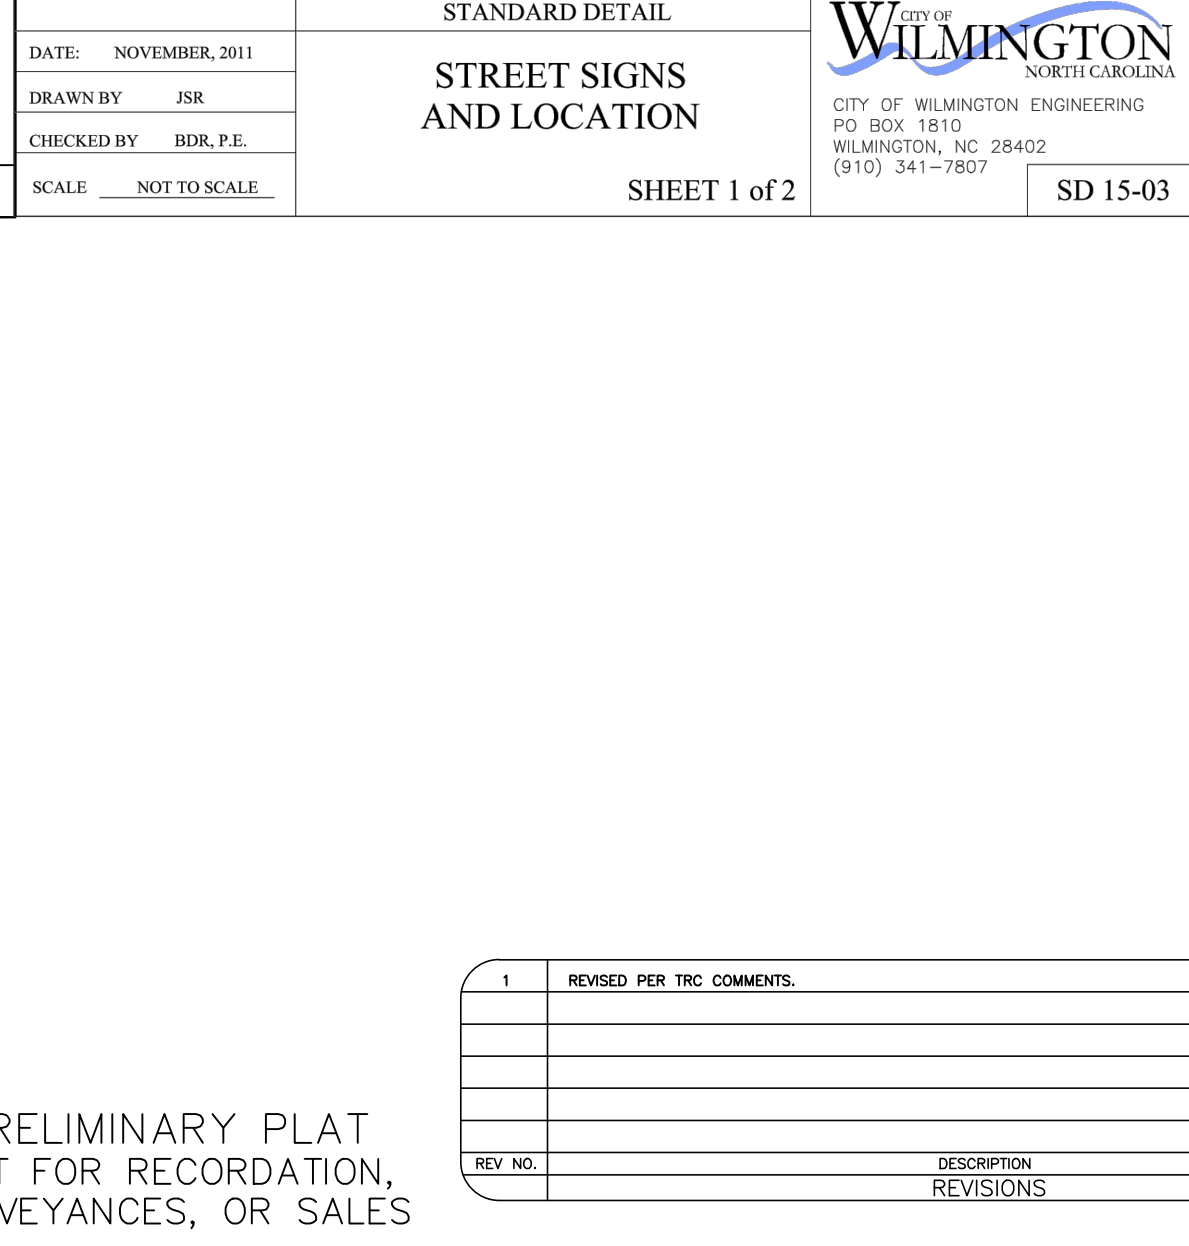 STANDARD DETAIL
DATE: NOVEMBER, 2011
DRAWN BY JSR
CHECKED BY BDR, P.E.
SCALE NOT TO SCALE
STREET SIGNS
AND LOCATION
SHEET 1 of 2
CITY OF
WILMINGTON
NORTH CAROLINA
CITY OF WILMINGTON ENGINEERING
PO BOX 1810
WILMINGTON, NC 28402
(910) 341-7807
SD 15-03
1 REVISED PER TRC COMMENTS.
REV NO. DESCRIPTION
REVISIONS
RELIMINARY PLAT
T FOR RECORDATION,
VEYANCES, OR SALES